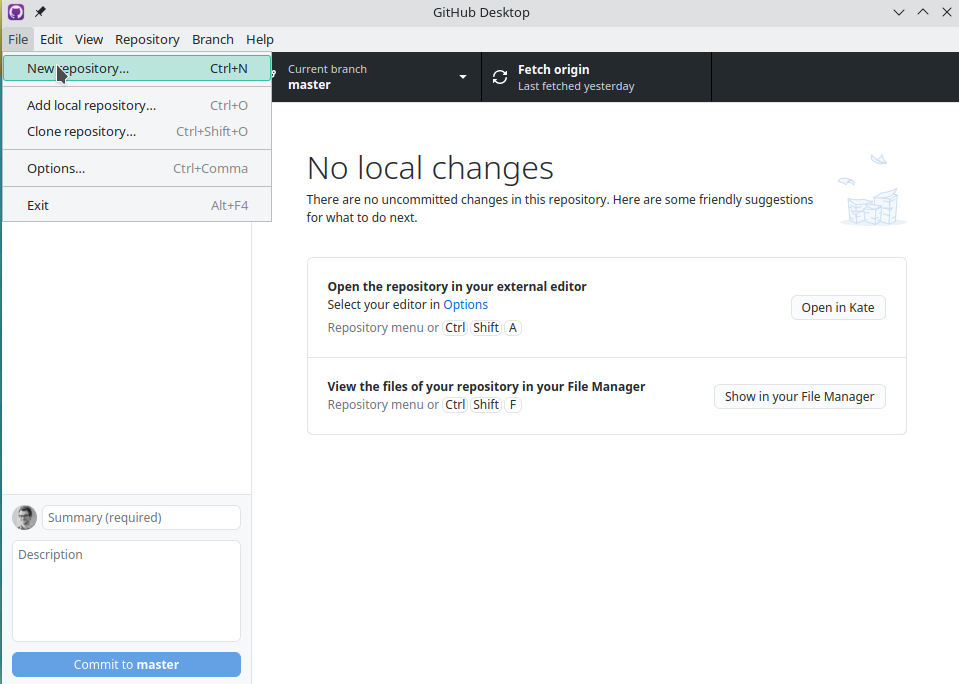 GitHub Desktop
File Edit View Repository Branch Help
New repository... Ctrl+N
Add local repository... Ctrl+O
Clone repository... Ctrl+Shift+O
Options... Ctrl+Comma
Exit Alt+F4
Current branch
master
Fetch origin
Last fetched yesterday
No local changes
There are no uncommitted changes in this repository. Here are some friendly suggestions
for what to do next.
Open the repository in your external editor
Select your editor in Options
Repository menu or Ctrl Shift A
Open in Kate
View the files of your repository in your File Manager
Repository menu or Ctrl Shift F
Show in your File Manager
Summary (required)
Description
Commit to master